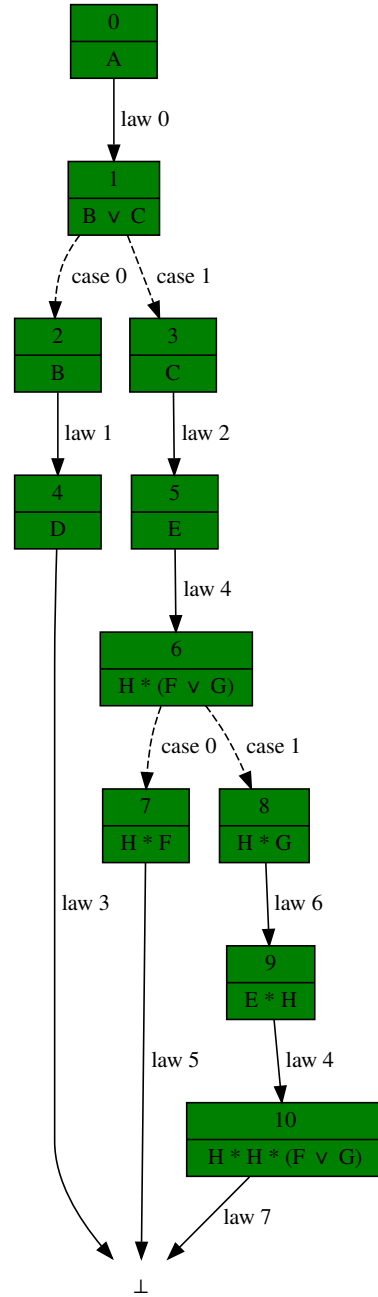 0
A
law 0
1
B ∨ C
case 0
case 1
2
B
3
C
law 1
law 2
4
D
5
E
law 4
6
H * (F ∨ G)
case 0
case 1
7
H * F
8
H * G
law 3
law 6
9
E * H
law 5
law 4
10
H * H * (F ∨ G)
law 7
⊥